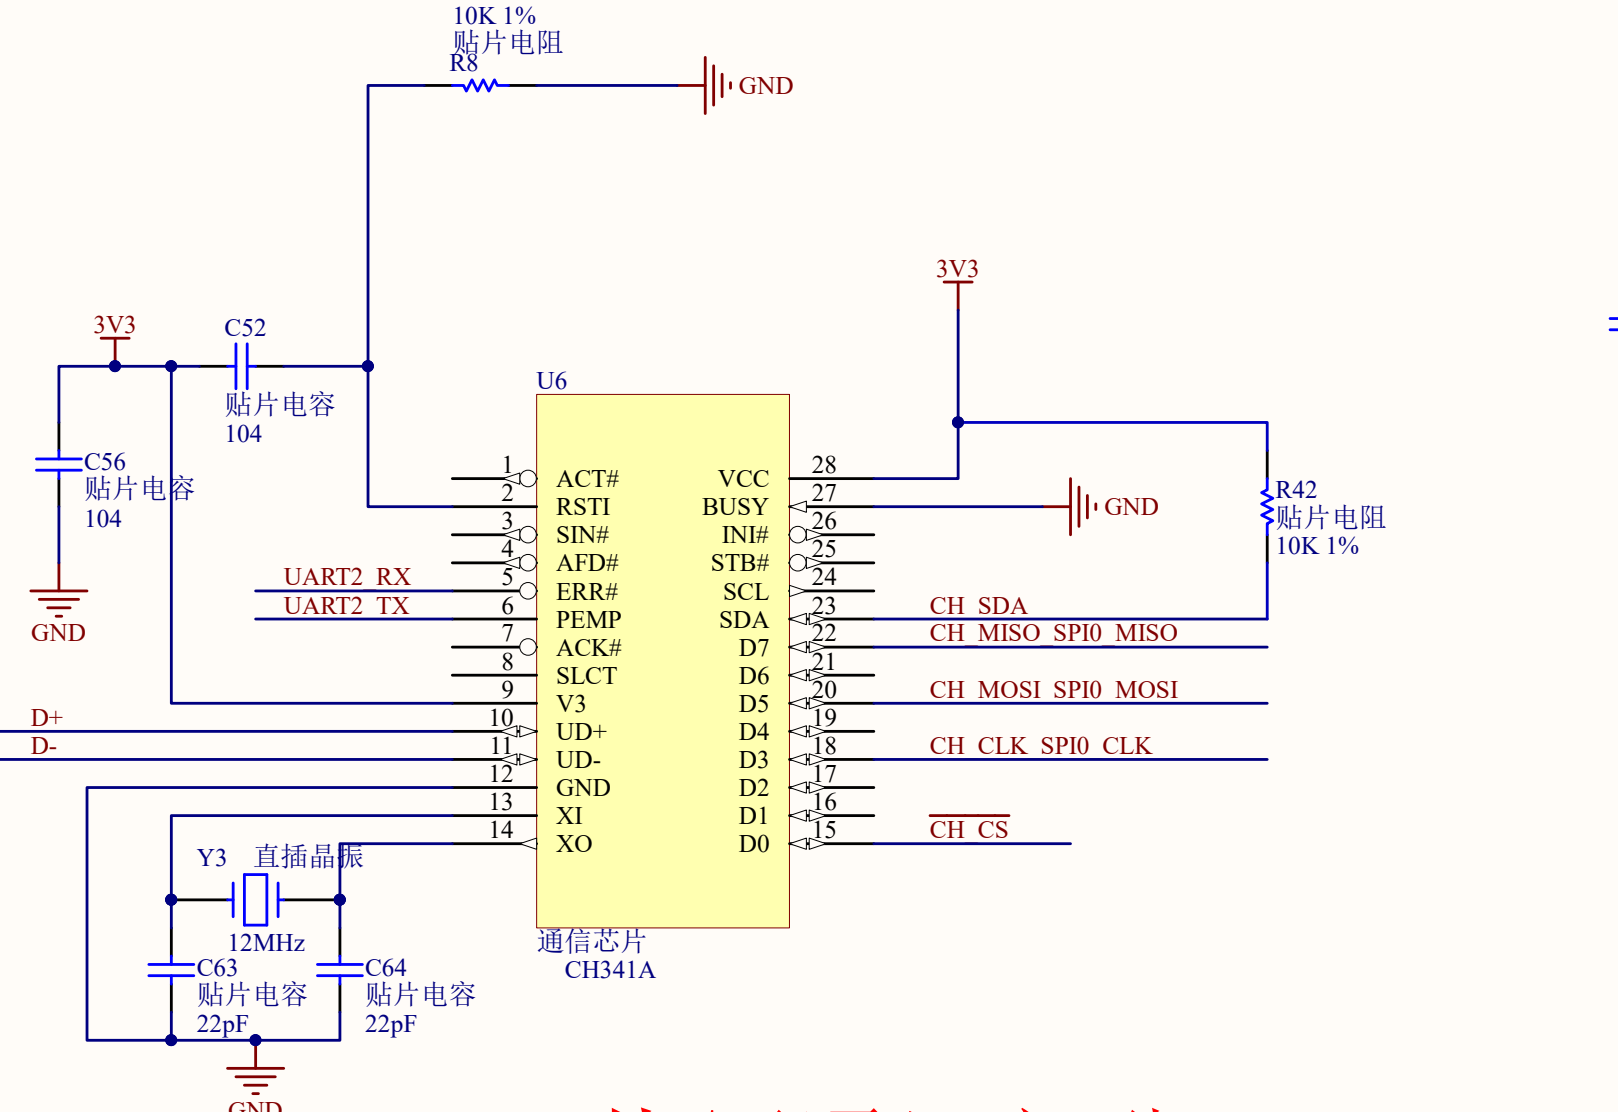 10K 1%
贴片电阻
R8
GND
3V3
3V3
C52
贴片电容
104
C56
贴片电容
104
GND
U6
1 ACT#
2 RSTI
3 SIN#
4 AFD#
UART2_RX 5 ERR#
UART2_TX 6 PEMP
7 ACK#
8 SLCT
9 V3
D+ 10 UD+
D- 11 UD-
12 GND
13 XI
14 XO
VCC 28
BUSY 27 GND
INI# 26
STB# 25
SCL 24
SDA 23 CH_SDA
D7 22 CH_MISO_SPI0_MISO
D6 21
D5 20 CH_MOSI_SPI0_MOSI
D4 19
D3 18 CH_CLK_SPI0_CLK
D2 17
D1 16
D0 15 CH_CS
R42
贴片电阻
10K 1%
Y3 直插晶振
12MHz
C63
贴片电容
22pF
C64
贴片电容
22pF
GND
通信芯片
CH341A